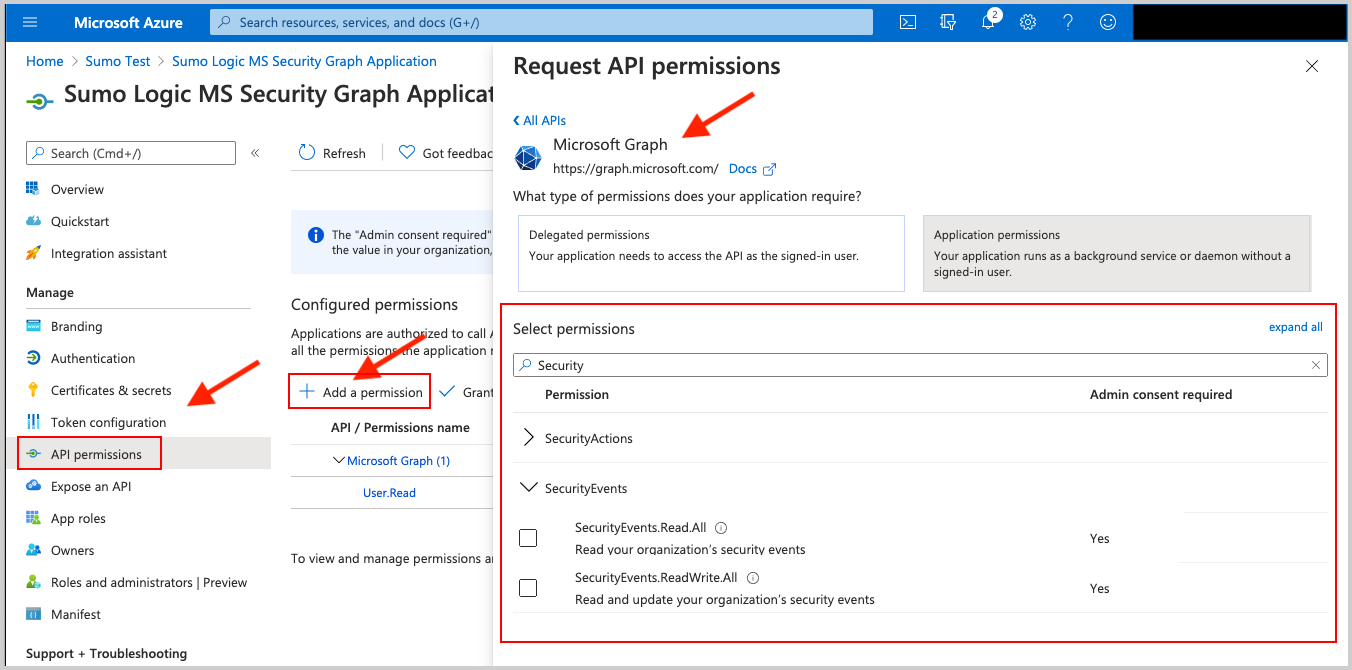 Microsoft Azure
Search resources, services, and docs (G+/)
2
Home > Sumo Test > Sumo Logic MS Security Graph Application
Sumo Logic MS Security Graph Applicat
Search (Cmd+/)
«
Overview
Quickstart
Integration assistant
Manage
Branding
Authentication
Certificates & secrets
Token configuration
API permissions
Expose an API
App roles
Owners
Roles and administrators | Preview
Manifest
Support + Troubleshooting
Refresh
Got feedbac
The "Admin consent required"
the value in your organization,
Configured permissions
Applications are authorized to call A
all the permissions the application r
Add a permission
Grant
API / Permissions name
Microsoft Graph (1)
User.Read
To view and manage permissions a
Request API permissions
All APIs
Microsoft Graph
https://graph.microsoft.com/ Docs
What type of permissions does your application require?
Delegated permissions
Your application needs to access the API as the signed-in user.
Application permissions
Your application runs as a background service or daemon without a
signed-in user.
Select permissions
expand all
Security
Permission
Admin consent required
SecurityActions
SecurityEvents
SecurityEvents.Read.All
Read your organization’s security events
Yes
SecurityEvents.ReadWrite.All
Read and update your organization’s security events
Yes